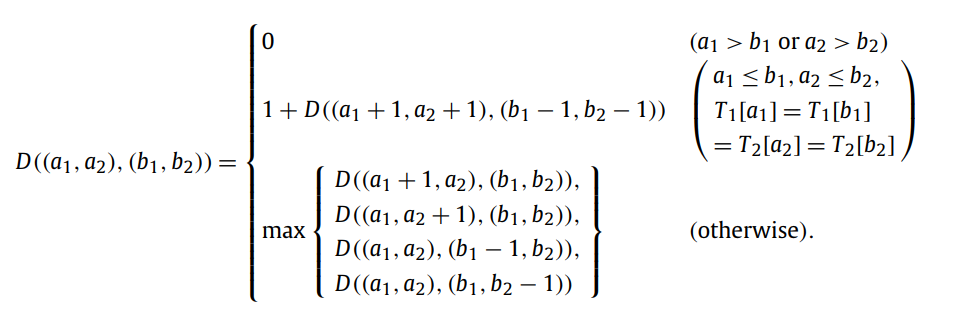 0 (a₁ > b₁ or a₂ > b₂)
1 + D((a₁ + 1, a₂ + 1), (b₁ − 1, b₂ − 1)) ( a₁ ≤ b₁, a₂ ≤ b₂,
T₁[a₁] = T₁[b₁]
= T₂[a₂] = T₂[b₂] )
D((a₁, a₂), (b₁, b₂)) = {
max { D((a₁ + 1, a₂), (b₁, b₂)),
D((a₁, a₂ + 1), (b₁, b₂)),
D((a₁, a₂), (b₁ − 1, b₂)),
D((a₁, a₂), (b₁, b₂ − 1)) } (otherwise).